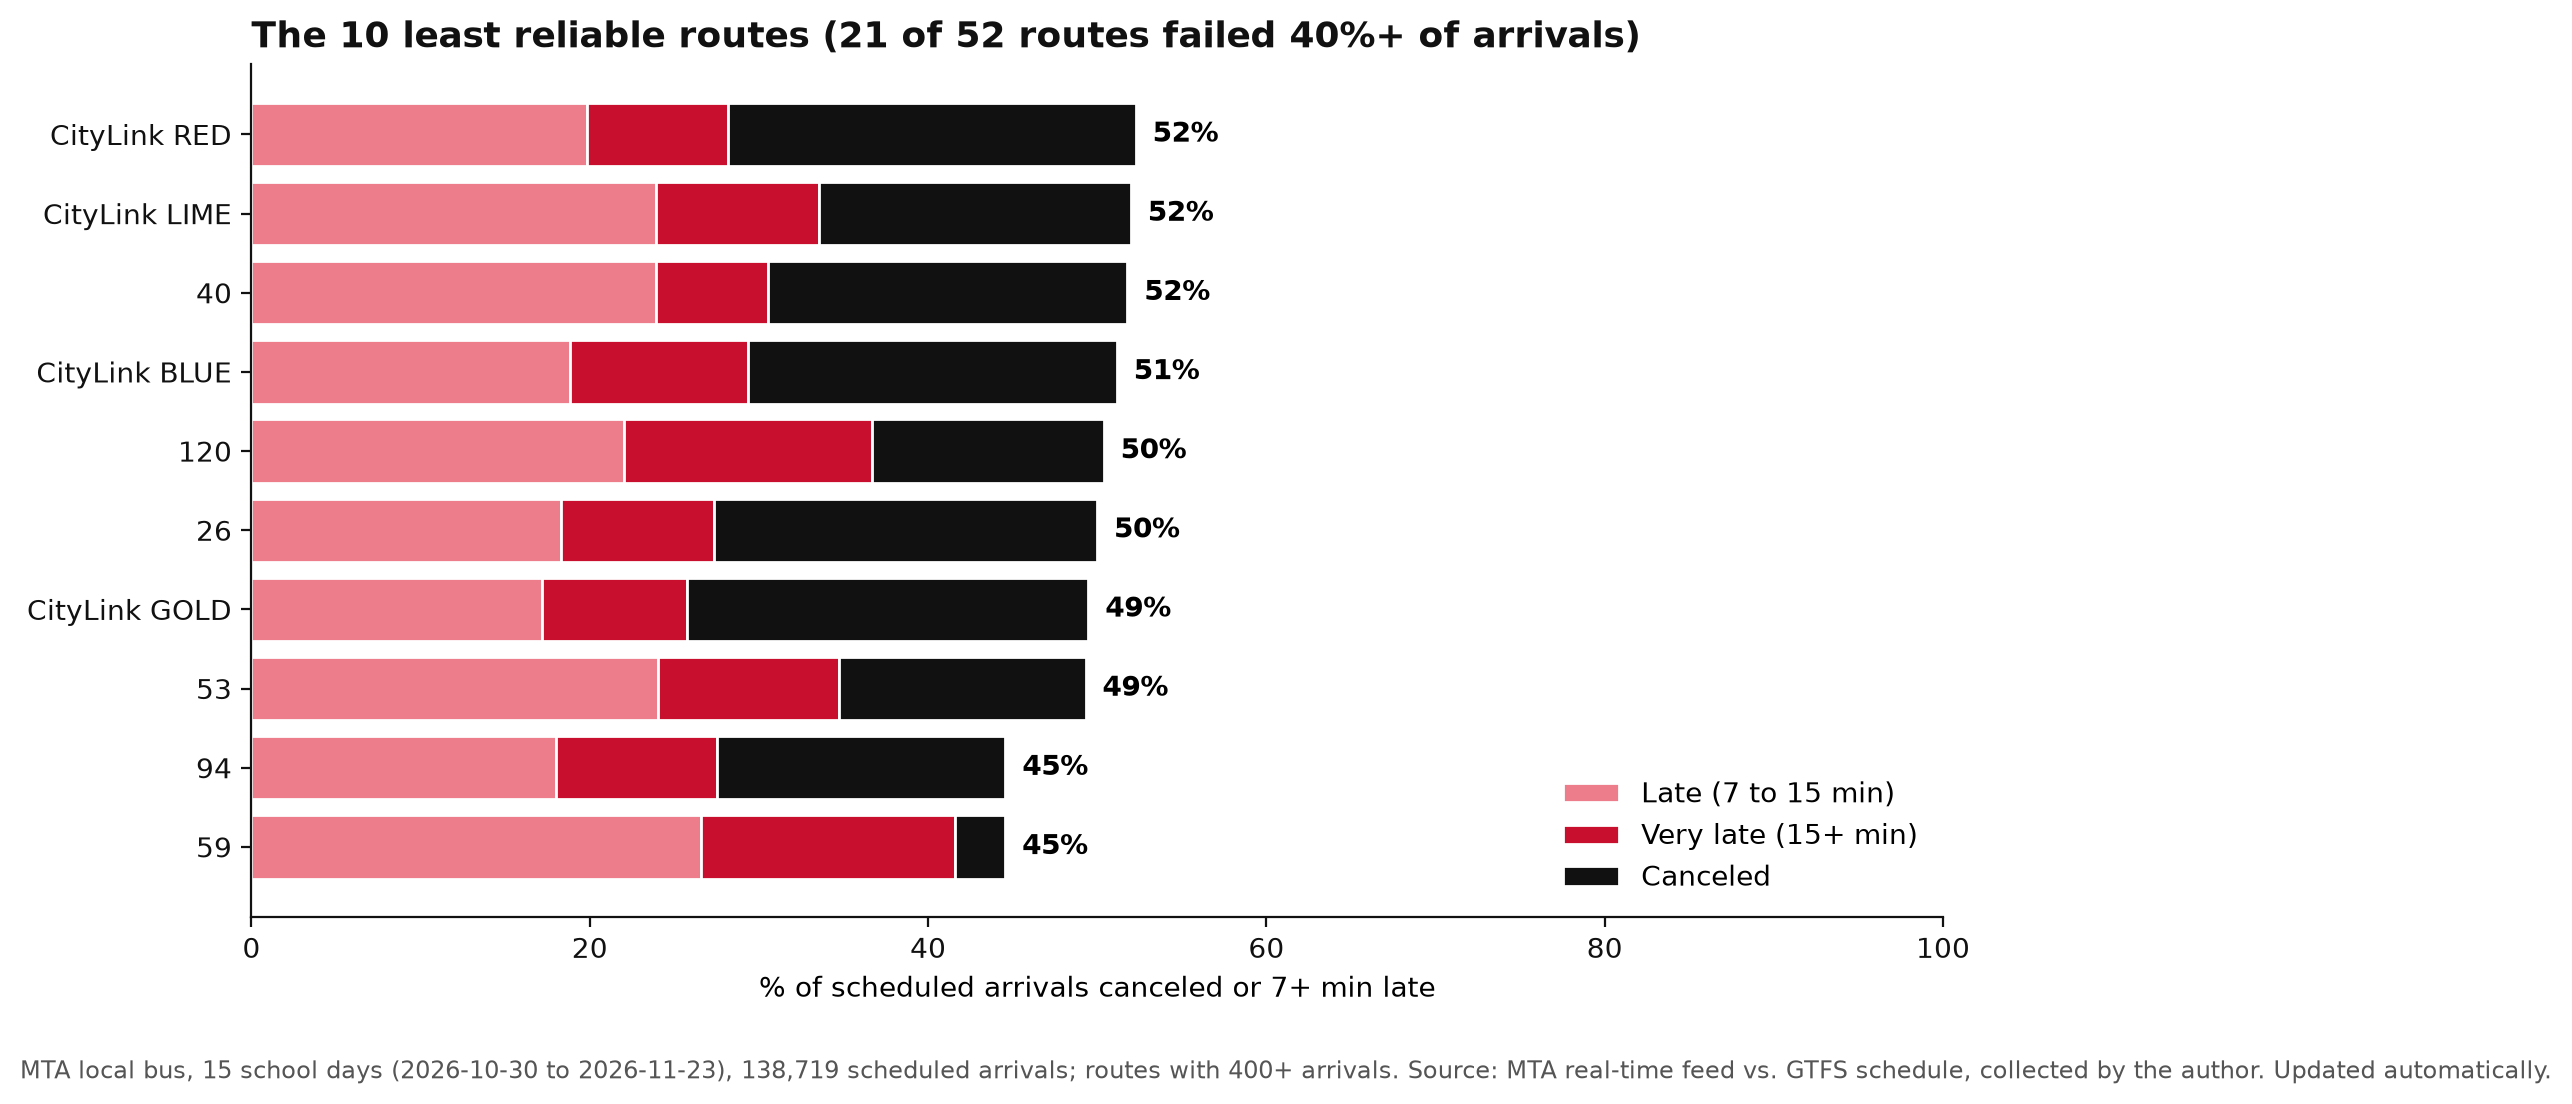 The 10 least reliable routes (21 of 52 routes failed 40%+ of arrivals)
CityLink RED 52%
CityLink LIME 52%
40 52%
CityLink BLUE 51%
120 50%
26 50%
CityLink GOLD 49%
53 49%
94 45%
59 45%
Late (7 to 15 min)
Very late (15+ min)
Canceled
0 20 40 60 80 100
% of scheduled arrivals canceled or 7+ min late
MTA local bus, 15 school days (2026-10-30 to 2026-11-23), 138,719 scheduled arrivals; routes with 400+ arrivals. Source: MTA real-time feed vs. GTFS schedule, collected by the author. Updated automatically.